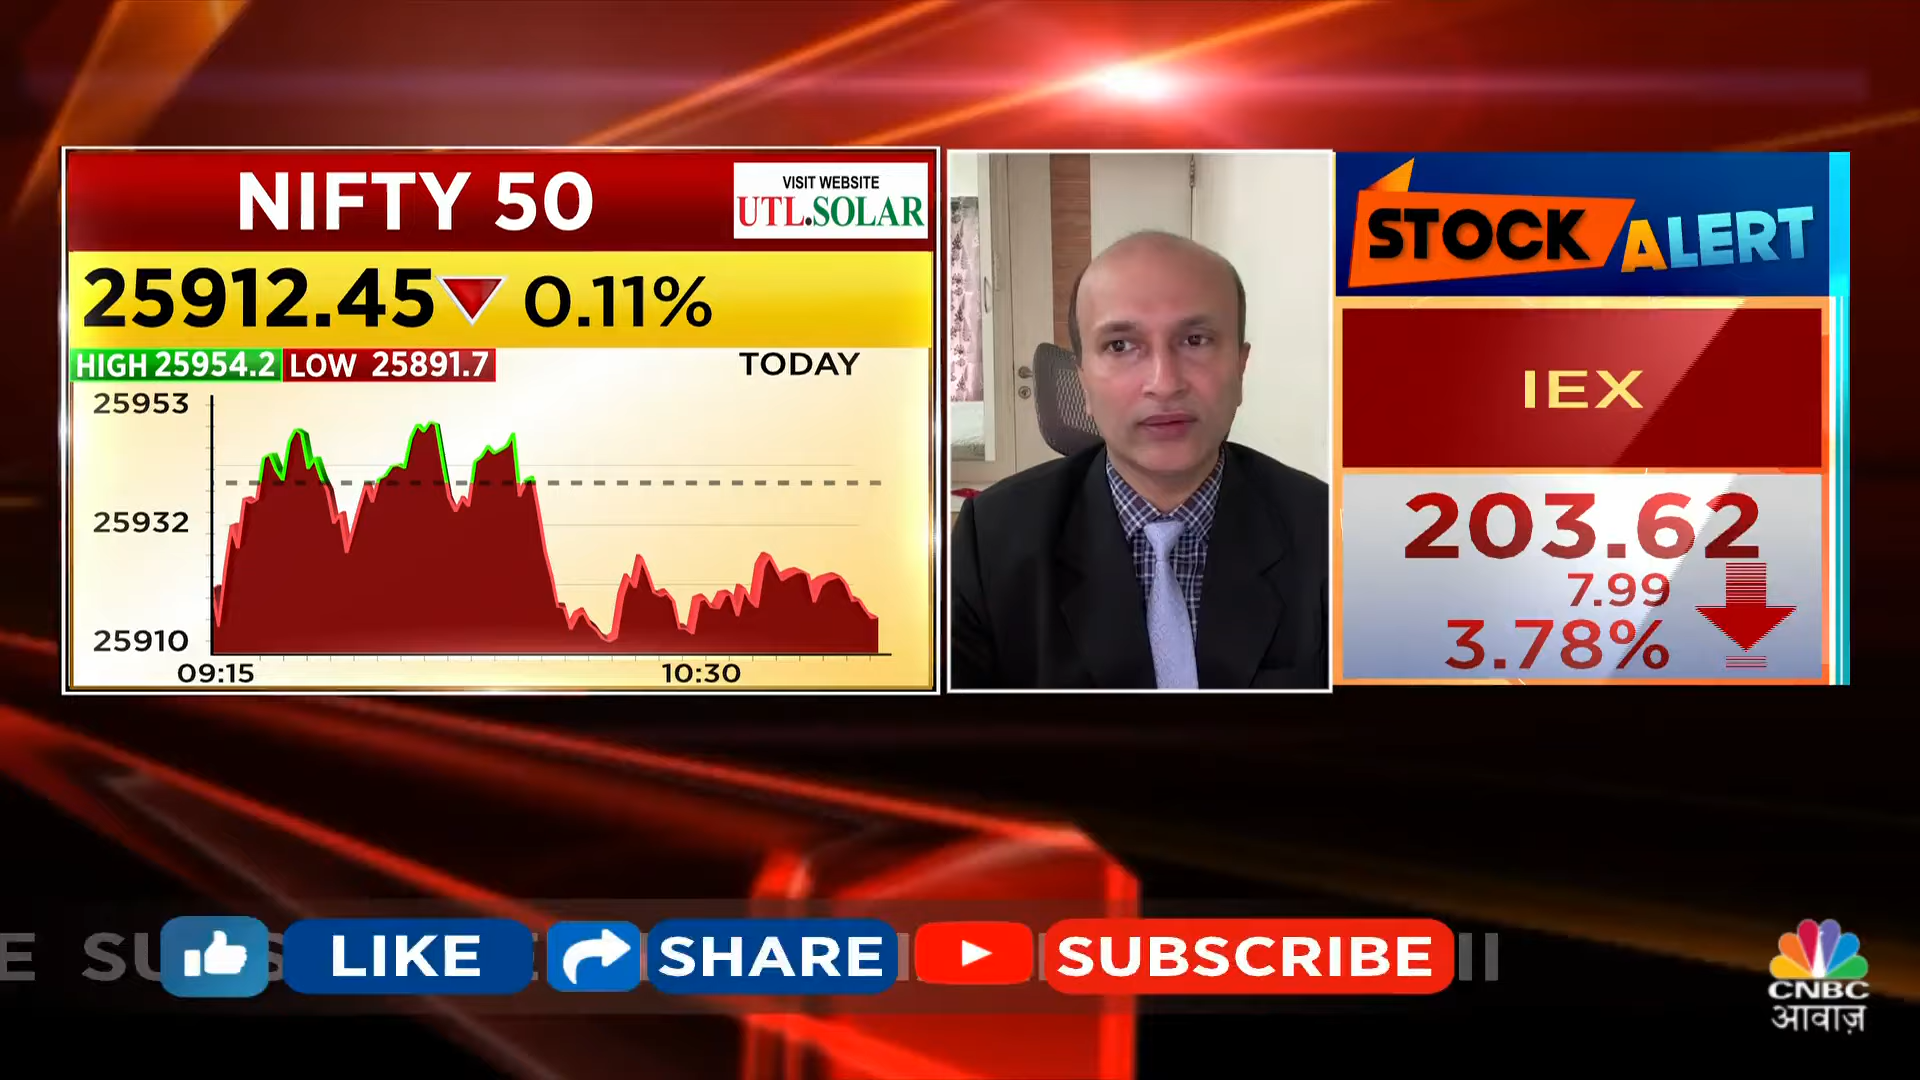 NIFTY 50
VISIT WEBSITE
UTL.SOLAR
25912.45 0.11%
HIGH 25954.2 LOW 25891.7
TODAY
25953
25932
25910
09:15 10:30
STOCK ALERT
IEX
203.62
7.99
3.78%
LIKE SHARE SUBSCRIBE
CNBC
आवाज़